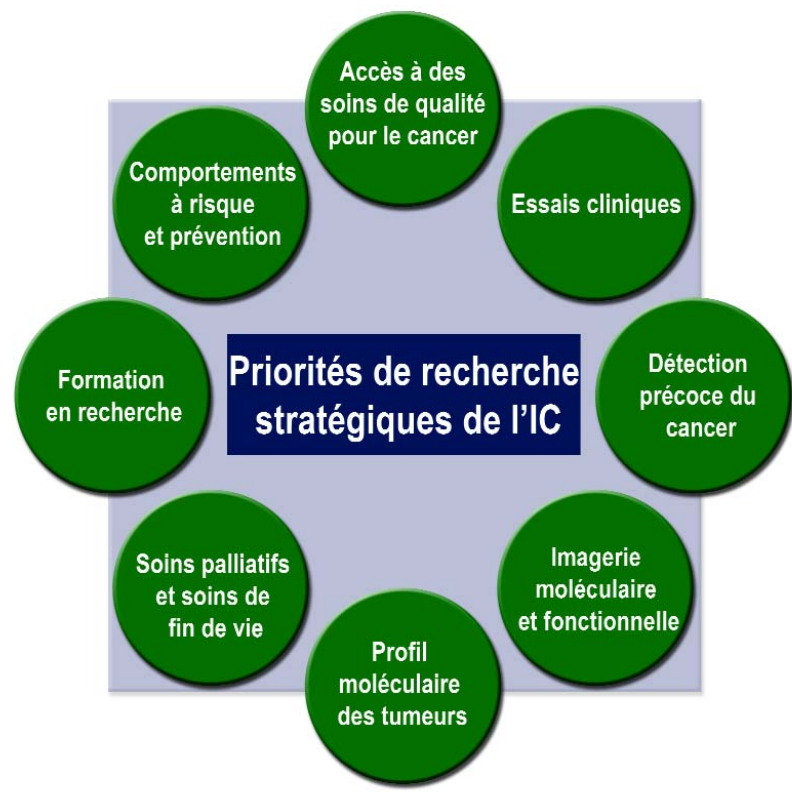 Accès à des
soins de qualité
pour le cancer
Comportements
à risque
et prévention
Essais cliniques
Formation
en recherche
Priorités de recherche
stratégiques de l'IC
Détection
précoce du
cancer
Soins palliatifs
et soins de
fin de vie
Imagerie
moléculaire
et fonctionnelle
Profil
moléculaire
des tumeurs